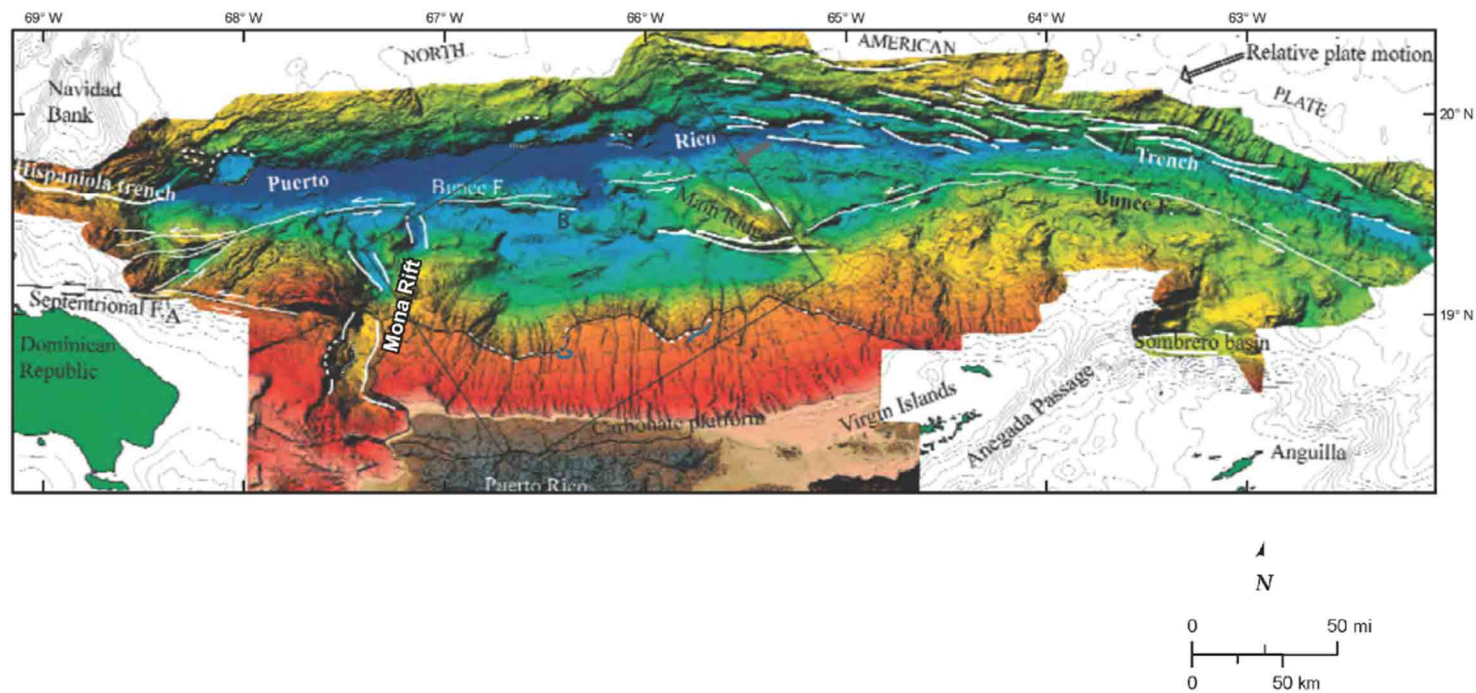 69° W 68° W 67° W 66° W 65° W 64° W 63° W
NORTH
AMERICAN
PLATE
Relative plate motion
Navidad
Bank
20° N
Hispaniola trench
Puerto
Rico
Trench
Bunce F.
B
Main Ridge
Bunce F.
Mona Rift
Septentrional F.
A
19° N
Dominican
Republic
Sombrero basin
Carbonate platform
Virgin Islands
Anegada Passage
Anguilla
Puerto Rico
N
0 50 mi
0 50 km